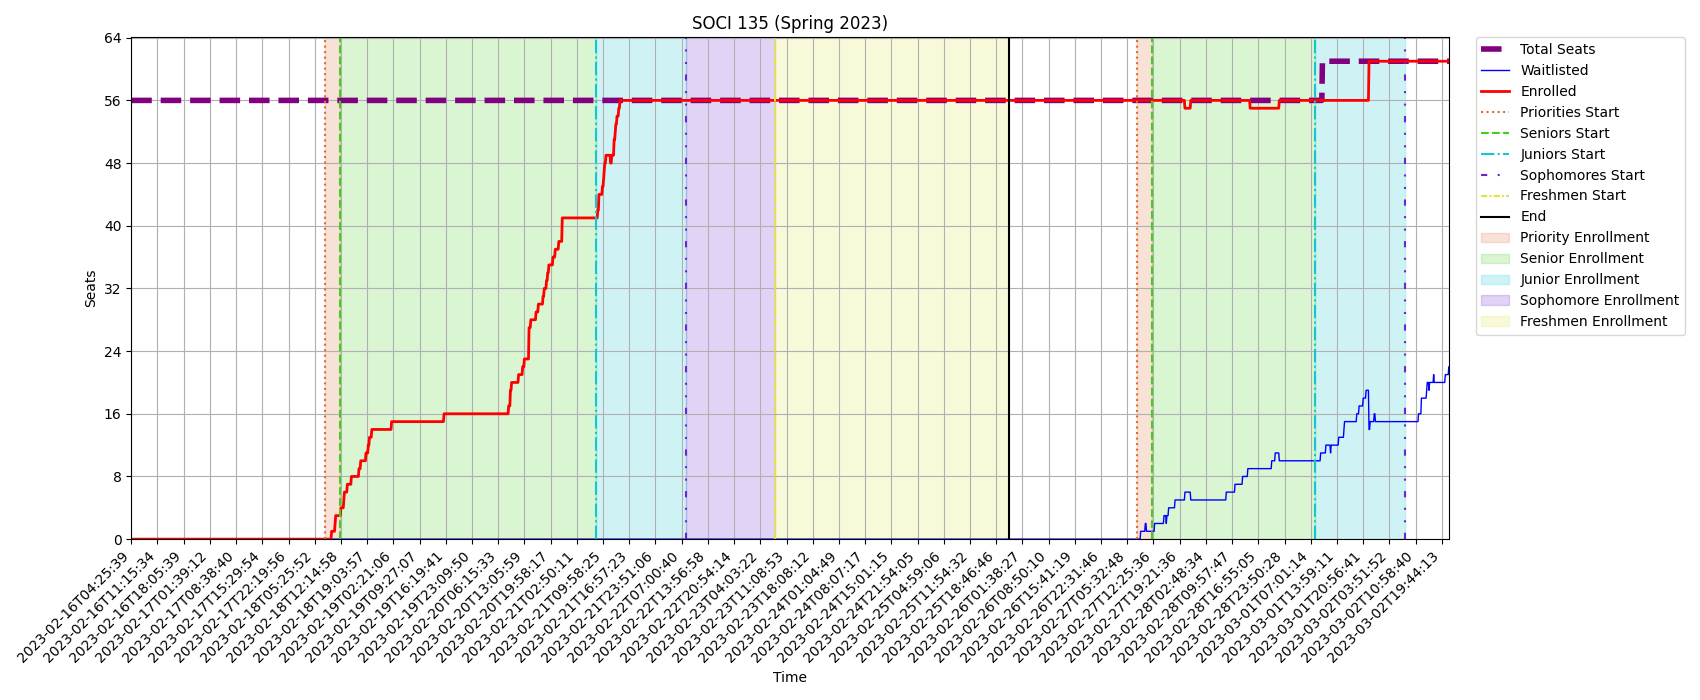 SOCI 135 (Spring 2023)
Seats
64
56
48
40
32
24
16
8
0
2023-02-16T04:25:39
2023-02-16T11:15:34
2023-02-16T18:05:39
2023-02-17T01:39:12
2023-02-17T08:38:40
2023-02-17T15:29:54
2023-02-17T22:19:56
2023-02-18T05:25:52
2023-02-18T12:14:58
2023-02-18T19:03:57
2023-02-19T02:21:06
2023-02-19T09:27:07
2023-02-19T16:19:41
2023-02-19T23:09:50
2023-02-20T06:15:33
2023-02-20T13:05:59
2023-02-20T19:58:17
2023-02-21T02:50:11
2023-02-21T09:58:25
2023-02-21T16:57:23
2023-02-21T23:51:06
2023-02-22T07:00:40
2023-02-22T13:56:58
2023-02-22T20:54:14
2023-02-23T04:03:22
2023-02-23T11:08:53
2023-02-23T18:08:12
2023-02-24T01:04:49
2023-02-24T08:07:17
2023-02-24T15:01:15
2023-02-24T21:54:05
2023-02-25T04:59:06
2023-02-25T11:54:32
2023-02-25T18:46:46
2023-02-26T01:38:27
2023-02-26T08:50:10
2023-02-26T15:41:19
2023-02-26T22:31:46
2023-02-27T05:32:48
2023-02-27T12:25:36
2023-02-27T19:21:36
2023-02-28T02:48:34
2023-02-28T09:57:47
2023-02-28T16:55:05
2023-02-28T23:50:28
2023-03-01T07:01:14
2023-03-01T13:59:11
2023-03-01T20:56:41
2023-03-02T03:51:52
2023-03-02T10:58:40
2023-03-02T19:44:13
Time
Total Seats
Waitlisted
Enrolled
Priorities Start
Seniors Start
Juniors Start
Sophomores Start
Freshmen Start
End
Priority Enrollment
Senior Enrollment
Junior Enrollment
Sophomore Enrollment
Freshmen Enrollment